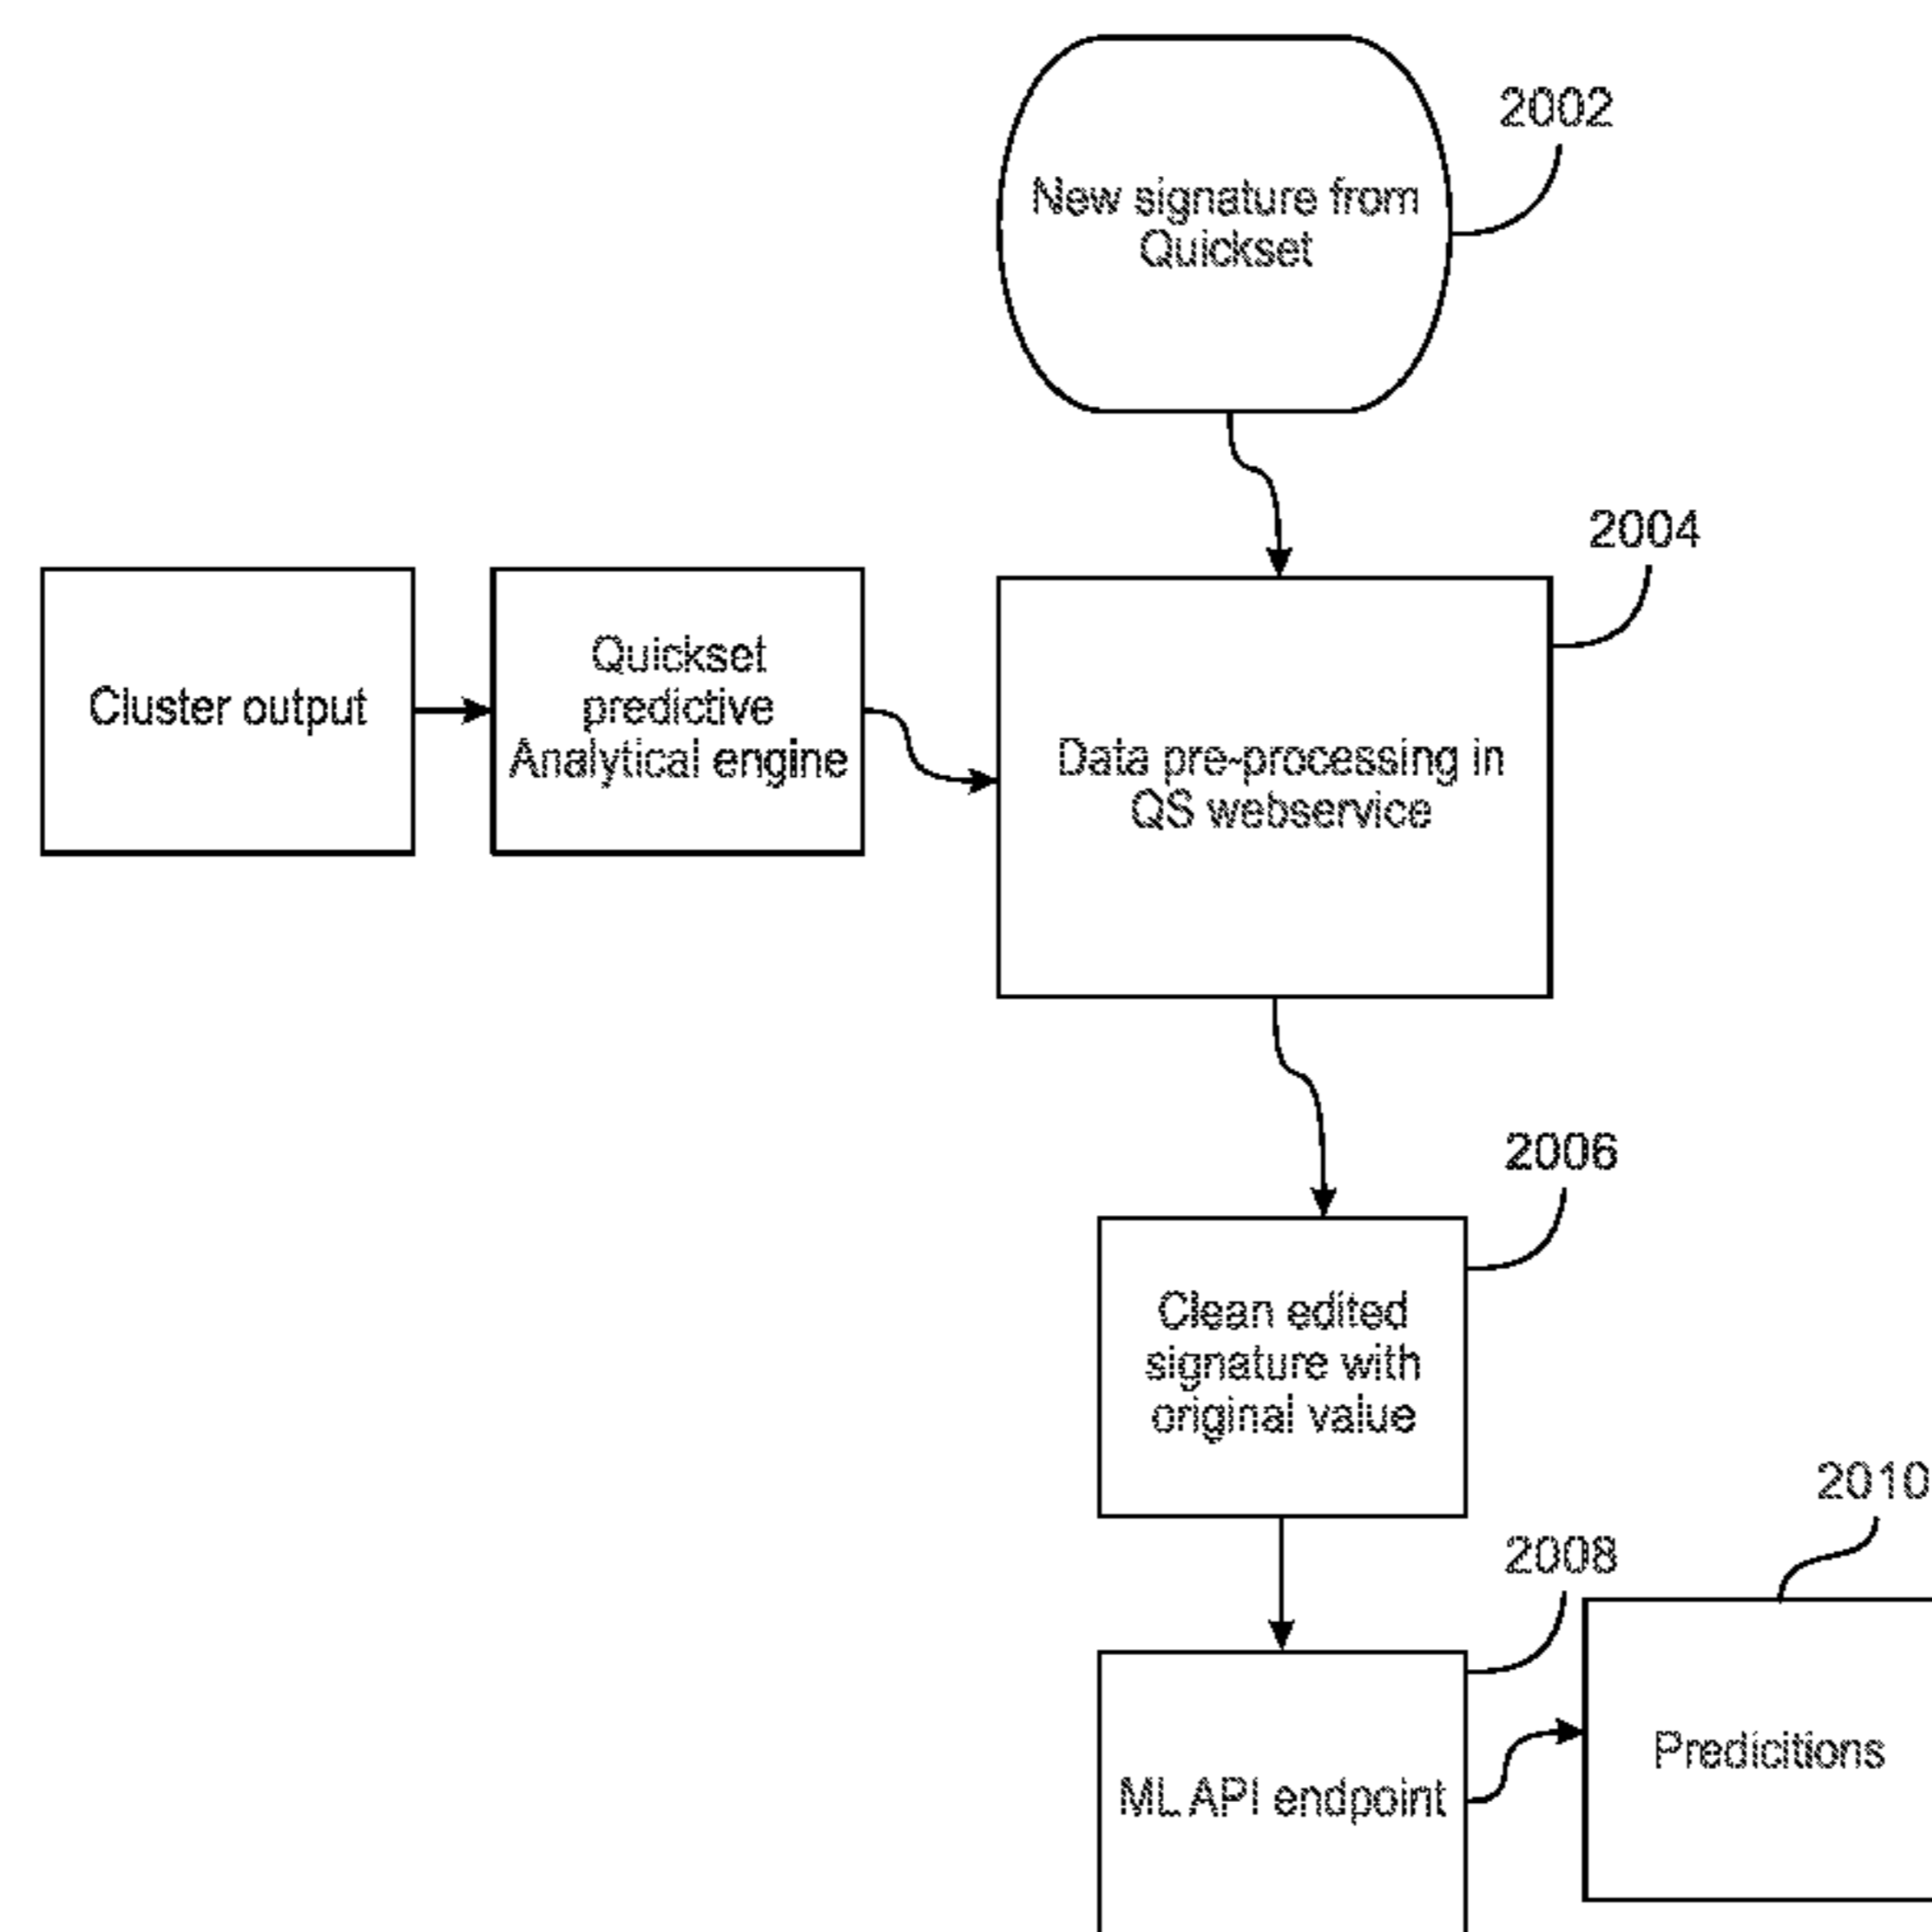 2002
New signature from
Quickset
2004
Cluster output
Quickset
predictive
Analytical engine
Data pre-processing in
QS webservice
2006
Clean edited
signature with
original value
2008
2010
ML API endpoint
Predicitions